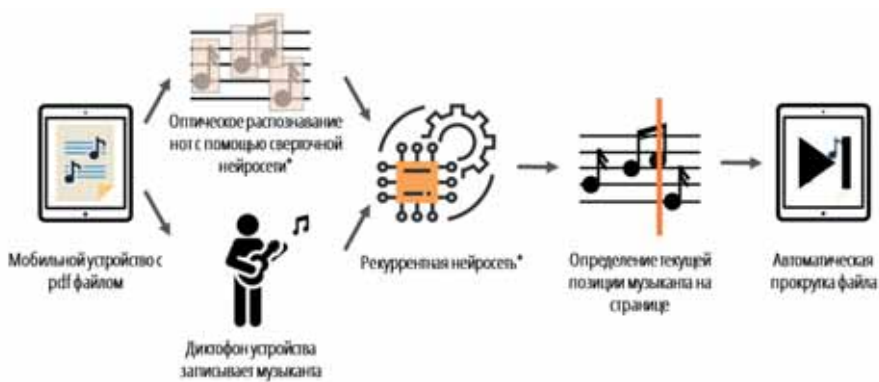 Оптическое распознавание
нот с помощью сверточной
нейросети*
Мобильной устройство с
pdf файлом
Диктофон устройства
записывает музыканта
Рекуррентная нейросеть*
Определение текущей
позиции музыканта на
странице
Автоматическая
прокрутка файла